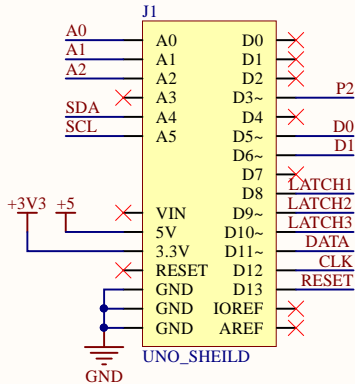 J1
A0 A0 D0
A1 A1 D1
A2 A2 D2
A3 D3~ P2
SDA A4 D4
SCL A5 D5~ D0
D6~ D1
D7
D8 LATCH1
+3V3 +5 VIN D9~ LATCH2
5V D10~ LATCH3
3.3V D11~ DATA
RESET D12 CLK
GND D13 RESET
GND IOREF
GND AREF
UNO_SHEILD
GND